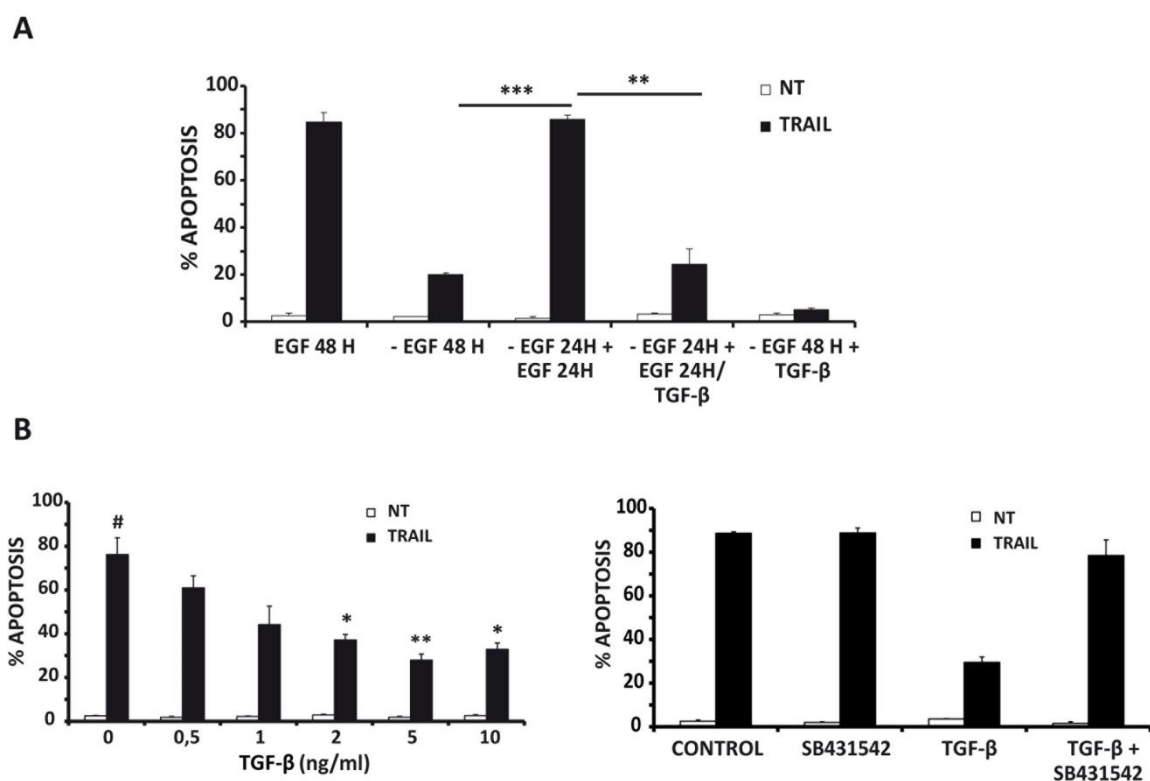 A
*** **
NT
TRAIL
% APOPTOSIS
100
80
60
40
20
0
EGF 48 H - EGF 48 H - EGF 24H + - EGF 24H + - EGF 48 H +
EGF 24H EGF 24H/ TGF-β
TGF-β
B
100
80
60
40
20
0
% APOPTOSIS
NT
TRAIL
#
* ** *
0 0,5 1 2 5 10
TGF-β (ng/ml)
100
80
60
40
20
0
% APOPTOSIS
NT
TRAIL
CONTROL SB431542 TGF-β TGF-β +
SB431542